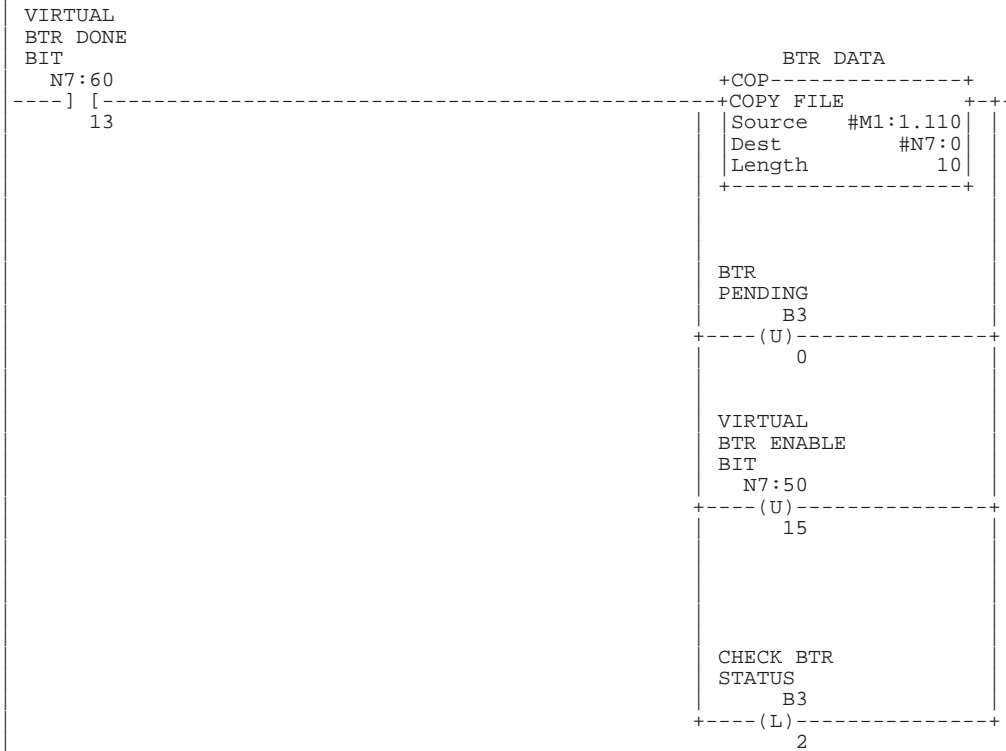 VIRTUAL
BTR DONE
BIT
BTR DATA
N7:60
+COP---------------+
----] [------------------------------------------------+COPY FILE +-+-
13
Source #M1:1.110
Dest #N7:0
Length 10
+------------------+
BTR
PENDING
B3
+----(U)---------------+
0
VIRTUAL
BTR ENABLE
BIT
N7:50
+----(U)---------------+
15
CHECK BTR
STATUS
B3
+----(L)---------------+
2